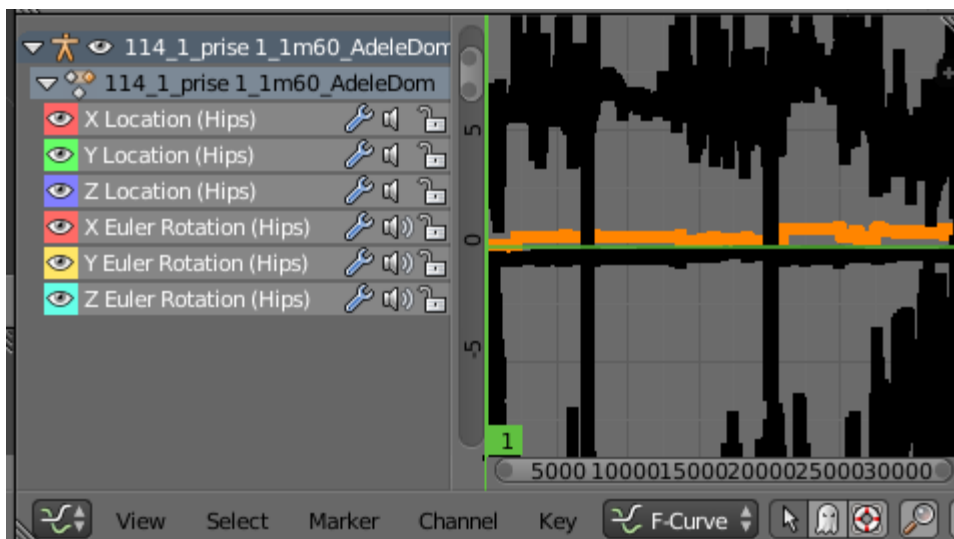 114_1_prise 1_1m60_AdeleDom
114_1_prise 1_1m60_AdeleDom
X Location (Hips)
Y Location (Hips)
Z Location (Hips)
X Euler Rotation (Hips)
Y Euler Rotation (Hips)
Z Euler Rotation (Hips)
5
0
-5
1
5000 10000 15000 20000 25000 30000
View Select Marker Channel Key F-Curve